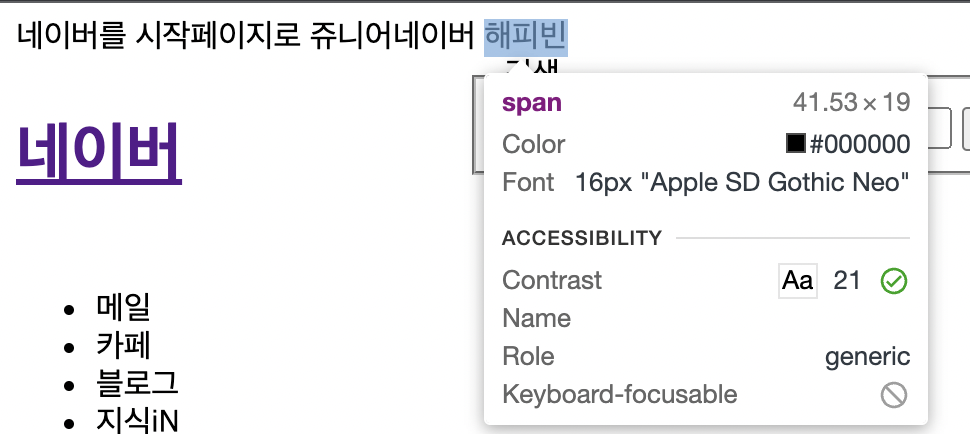 네이버를 시작페이지로 쥬니어네이버 해피빈
네이버
메일
카페
블로그
지식iN
span 41.53 × 19
Color #000000
Font 16px "Apple SD Gothic Neo"
ACCESSIBILITY
Contrast Aa 21
Name
Role generic
Keyboard-focusable